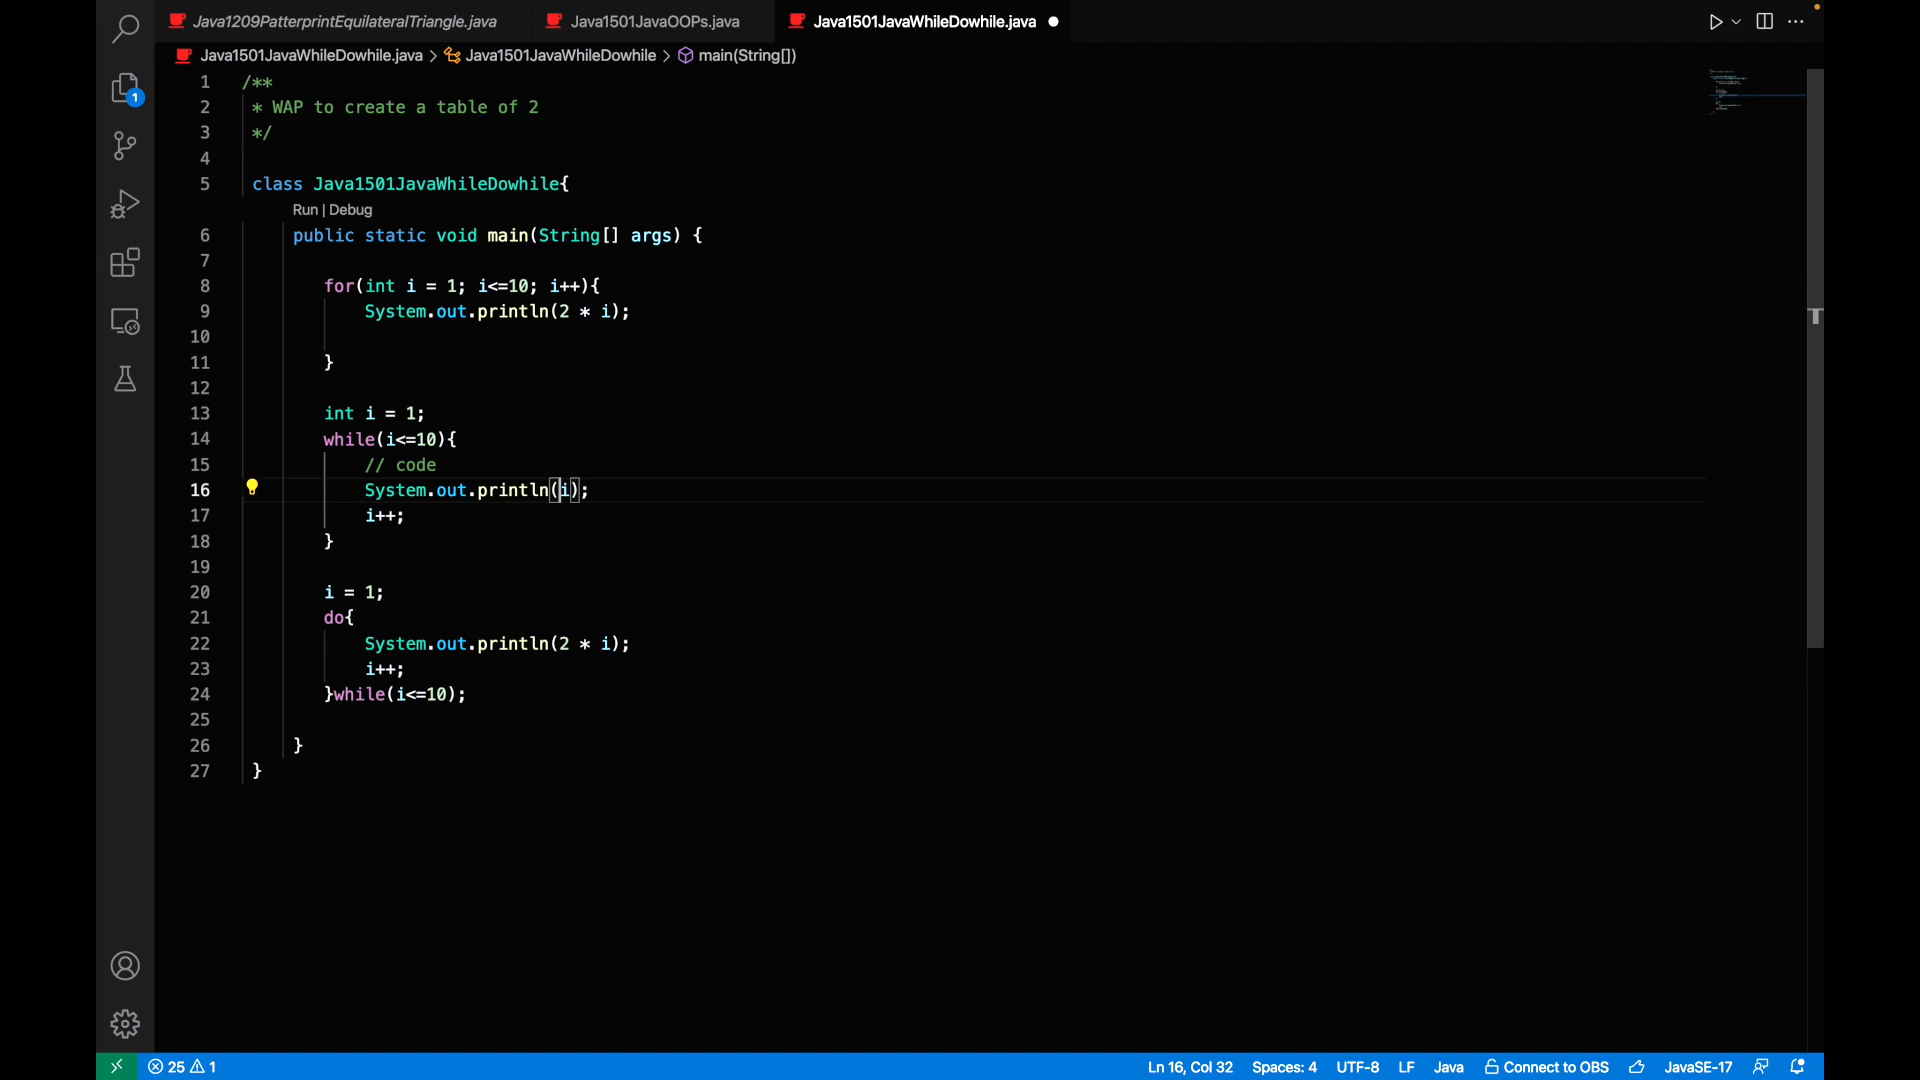 Java1209PatterprintEquilateralTriangle.java Java1501JavaOOPs.java Java1501JavaWhileDowhile.java
Java1501JavaWhileDowhile.java > Java1501JavaWhileDowhile > main(String[])
1 /**
2 * WAP to create a table of 2
3 */
4
5 class Java1501JavaWhileDowhile{
Run | Debug
6 public static void main(String[] args) {
7
8 for(int i = 1; i<=10; i++){
9 System.out.println(2 * i);
10
11 }
12
13 int i = 1;
14 while(i<=10){
15 // code
16 System.out.println(i);
17 i++;
18 }
19
20 i = 1;
21 do{
22 System.out.println(2 * i);
23 i++;
24 }while(i<=10);
25
26 }
27 }
1
25 1 Ln 16, Col 32 Spaces: 4 UTF-8 LF Java Connect to OBS JavaSE-17